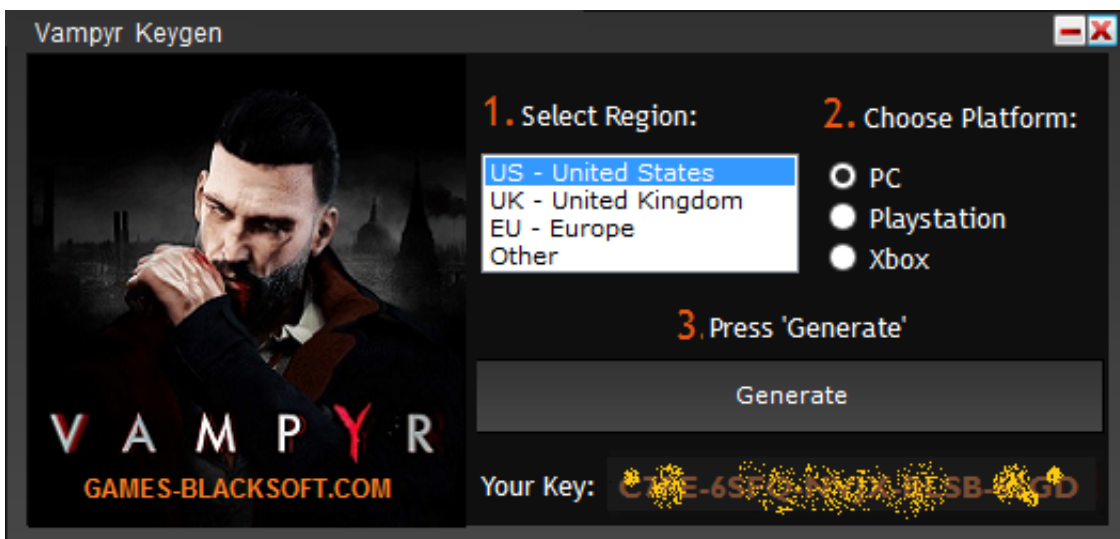 Vampyr Keygen
1. Select Region:
US - United States
UK - United Kingdom
EU - Europe
Other
2. Choose Platform:
PC
Playstation
Xbox
3. Press 'Generate'
Generate
Your Key:
VAMPYR
GAMES-BLACKSOFT.COM